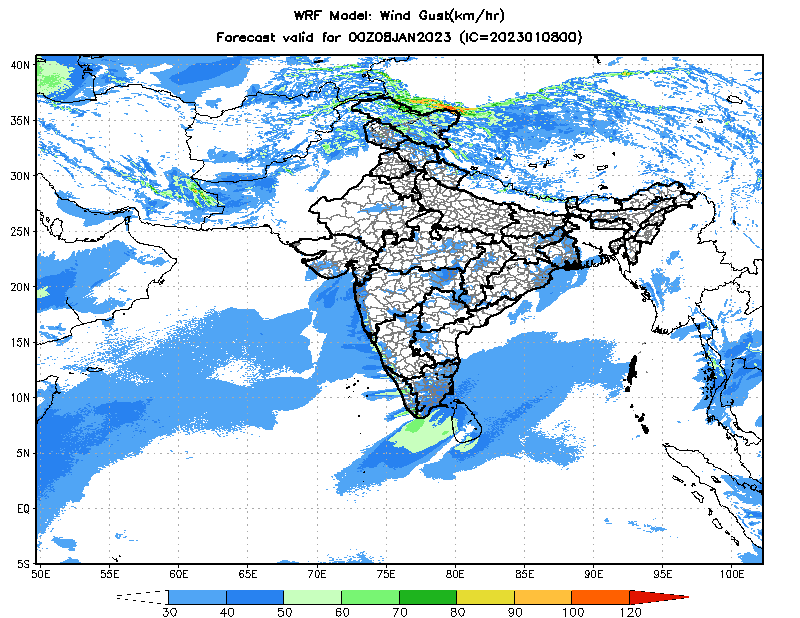 WRF Model: Wind Gust(km/hr)
Forecast valid for 00Z08JAN2023 (IC=2023010800)
40N
35N
30N
25N
20N
15N
10N
5N
EQ
5S
50E 55E 60E 65E 70E 75E 80E 85E 90E 95E 100E
30 40 50 60 70 80 90 100 120